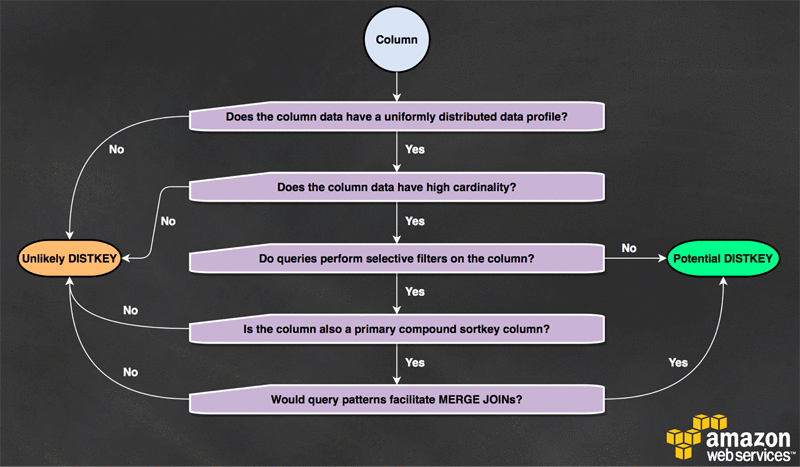 Column
Does the column data have a uniformly distributed data profile?
No
Yes
Does the column data have high cardinality?
No
Yes
Unlikely DISTKEY
Do queries perform selective filters on the column?
No
Potential DISTKEY
Yes
No
Is the column also a primary compound sortkey column?
Yes
Yes
No
Would query patterns facilitate MERGE JOINs?
amazon
web services™